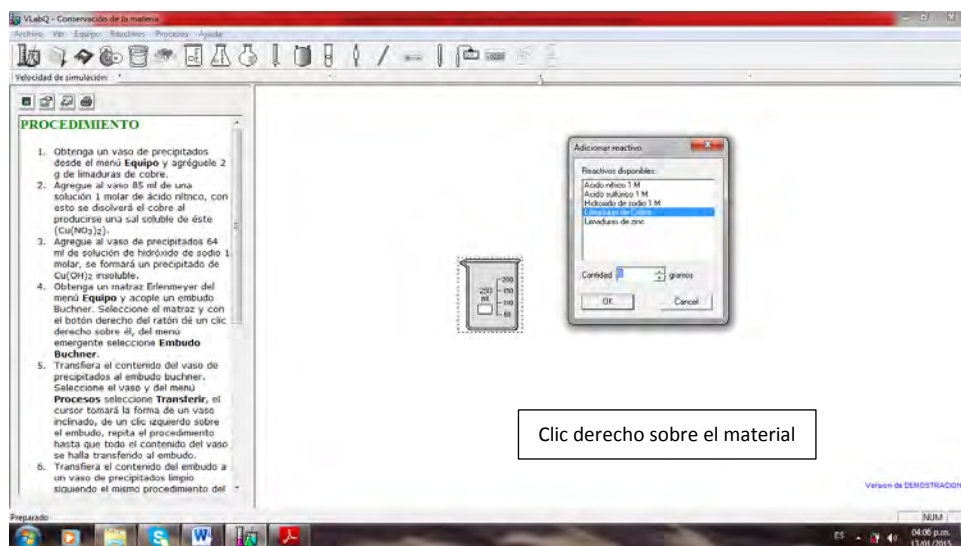 VLabQ - Conservación de la materia
Archivo Ver Equipo Reactivos Procesos Ayuda
Velocidad de simulación:
PROCEDIMIENTO
1. Obtenga un vaso de precipitados
desde el menú Equipo y agréguele 2
g de limaduras de cobre.
2. Agregue al vaso 85 ml de una
solución 1 molar de ácido nítrico, con
esto se disolverá el cobre al
producirse una sal soluble de éste
(Cu(NO3)2).
3. Agregue al vaso de precipitados 64
ml de solución de hidróxido de sodio 1
molar, se formará un precipitado de
Cu(OH)2 insoluble.
4. Obtenga un matraz Erlenmeyer del
menú Equipo y acople un embudo
Buchner. Seleccione el matraz y con
el botón derecho del ratón dé un clic
derecho sobre él, del menú
emergente seleccione Embudo
Buchner.
5. Transfiera el contenido del vaso de
precipitados al embudo buchner.
Seleccione el vaso y del menú
Procesos seleccione Transferir, el
cursor tomará la forma de un vaso
inclinado, de un clic izquierdo sobre
el embudo, repita el procedimiento
hasta que todo el contenido del vaso
se halla transferido al embudo.
6. Transfiera el contenido del embudo a
un vaso de precipitados limpio
siguiendo el mismo procedimiento del
250
ml
200
150
100
50
Adicionar reactivo
Reactivos disponibles:
Acido nítrico 1 M
Acido sulfúrico 1 M
Hidróxido de sodio 1 M
Limaduras de Cobre
Limaduras de zinc
Cantidad gramos
OK Cancel
Clic derecho sobre el material
Version de DEMOSTRACION
Preparado NUM
ES 04:06 p.m.
13/01/2015